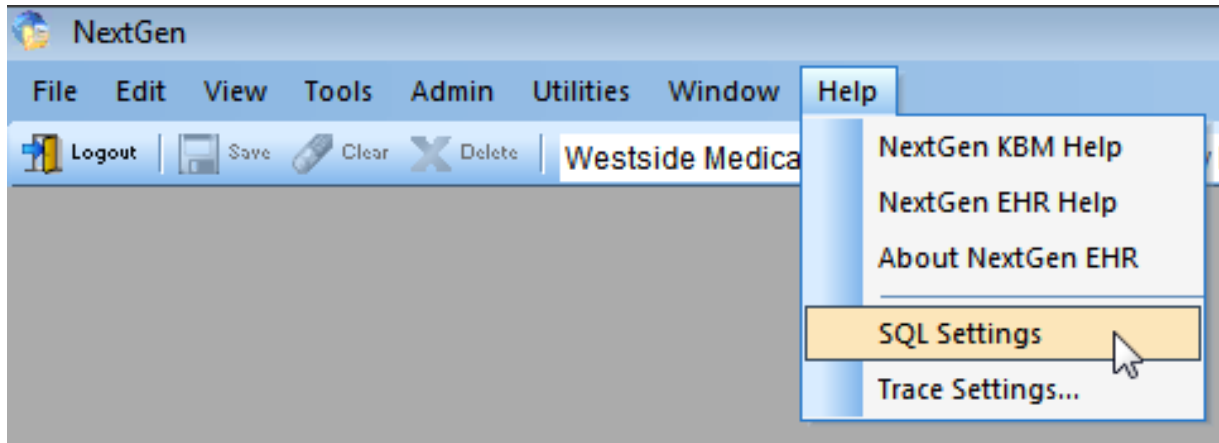 NextGen
File Edit View Tools Admin Utilities Window Help
Logout Save Clear Delete Westside Medica
NextGen KBM Help
NextGen EHR Help
About NextGen EHR
SQL Settings
Trace Settings...